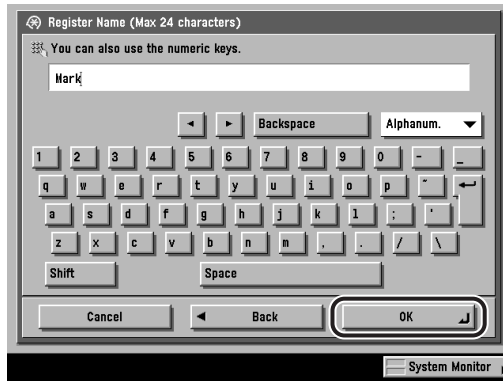 Register Name (Max 24 characters)
You can also use the numeric keys.
Mark
◄ ► Backspace Alphanum. ▼
1 2 3 4 5 6 7 8 9 0 - _
q w e r t y u i o p ~
a s d f g h j k l ; '
z x c v b n m , . / \
Shift Space
Cancel ◄ Back OK
System Monitor